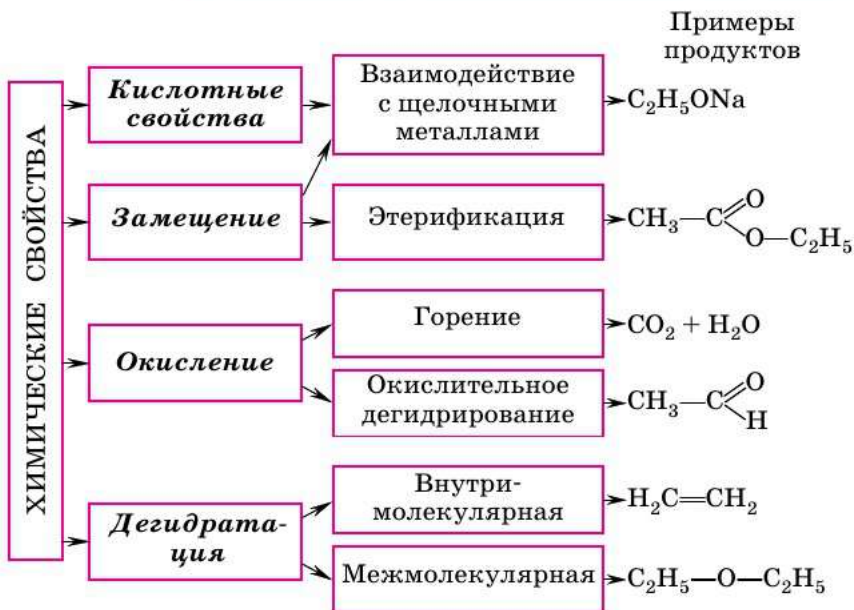 Примеры
продуктов
ХИМИЧЕСКИЕ СВОЙСТВА
Кислотные
свойства
Взаимодействие
с щелочными
металлами
C₂H₅ONa
Замещение
Этерификация
CH₃—C
O
O—C₂H₅
Окисление
Горение
CO₂ + H₂O
Окислительное
дегидрирование
CH₃—C
O
H
Дегидрата-
ция
Внутри-
молекулярная
H₂C=CH₂
Межмолекулярная
C₂H₅—O—C₂H₅